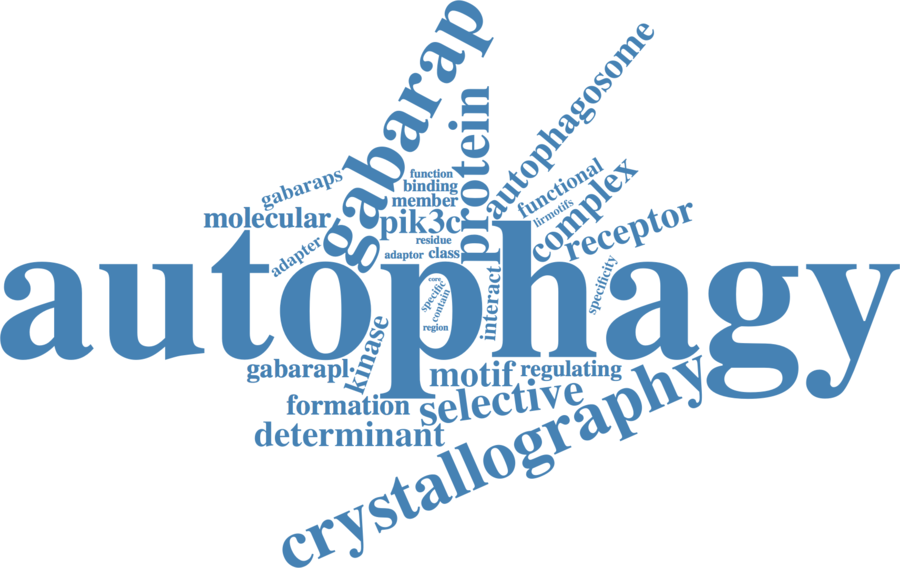 gabarap
autophagosome
protein
function
gabaraps
binding
functional
member
lirmotifs
complex
molecular
pik3c
receptor
residue
adapter
adaptor
class
autophagy
specificity
core
specific
contain
interact
region
kinase
gabarapl
motif
regulating
formation
selective
determinant
crystallography